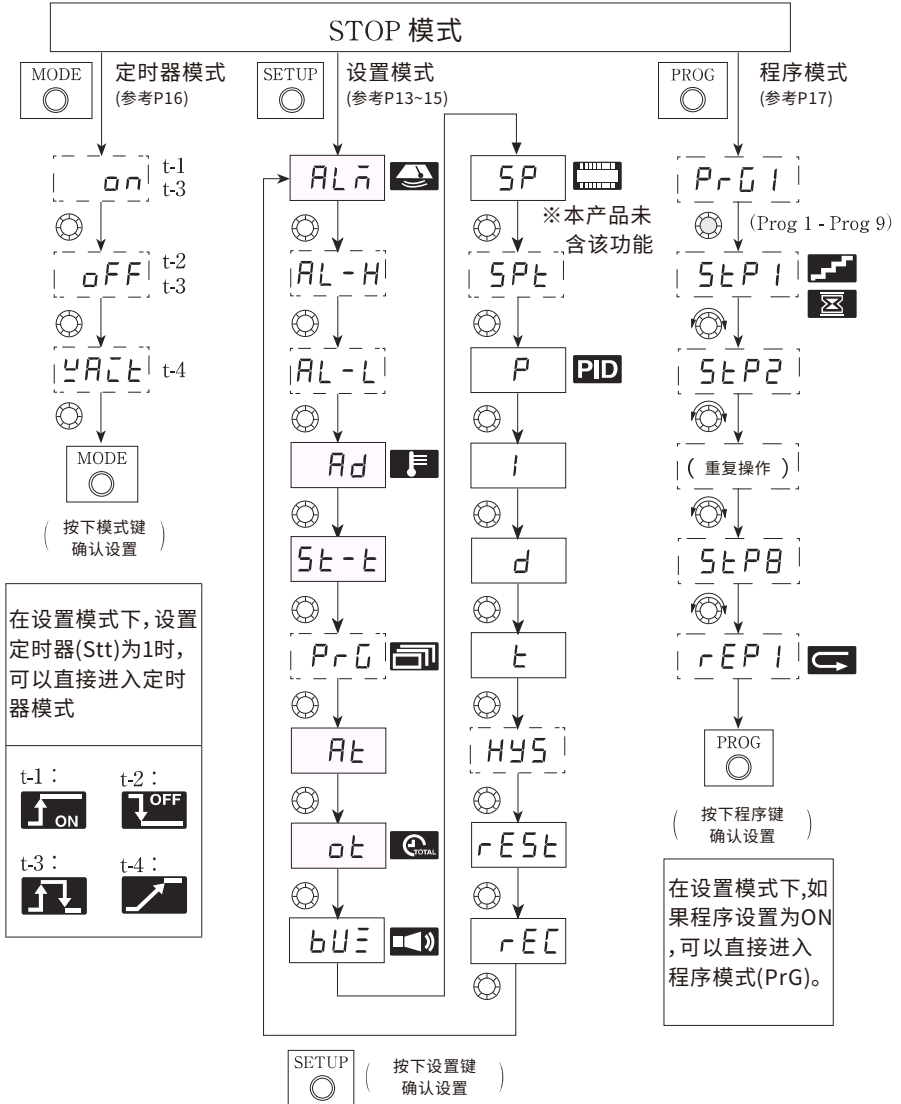 STOP 模式
MODE
定时器模式
(参考P16)
on
t-1
t-3
oFF
t-2
t-3
WAIt
t-4
MODE
( 按下模式键
确认设置 )
在设置模式下,设置
定时器(Stt)为1时,
可以直接进入定时
器模式
t-1：
ON
t-2：
OFF
t-3：
t-4：
SETUP
设置模式
(参考P13~15)
ALM
AL-H
AL-L
Ad
St-t
PrG
At
ot
TOTAL
bUZ
SP
※本产品未
含该功能
SPt
P
PID
I
d
t
HYS
rESt
rEC
SETUP
( 按下设置键
确认设置 )
PROG
程序模式
(参考P17)
PrG1
(Prog 1 - Prog 9)
StP1
StP2
( 重复操作 )
StP8
rEP1
PROG
( 按下程序键
确认设置 )
在设置模式下,如
果程序设置为ON
,可以直接进入
程序模式(PrG)。